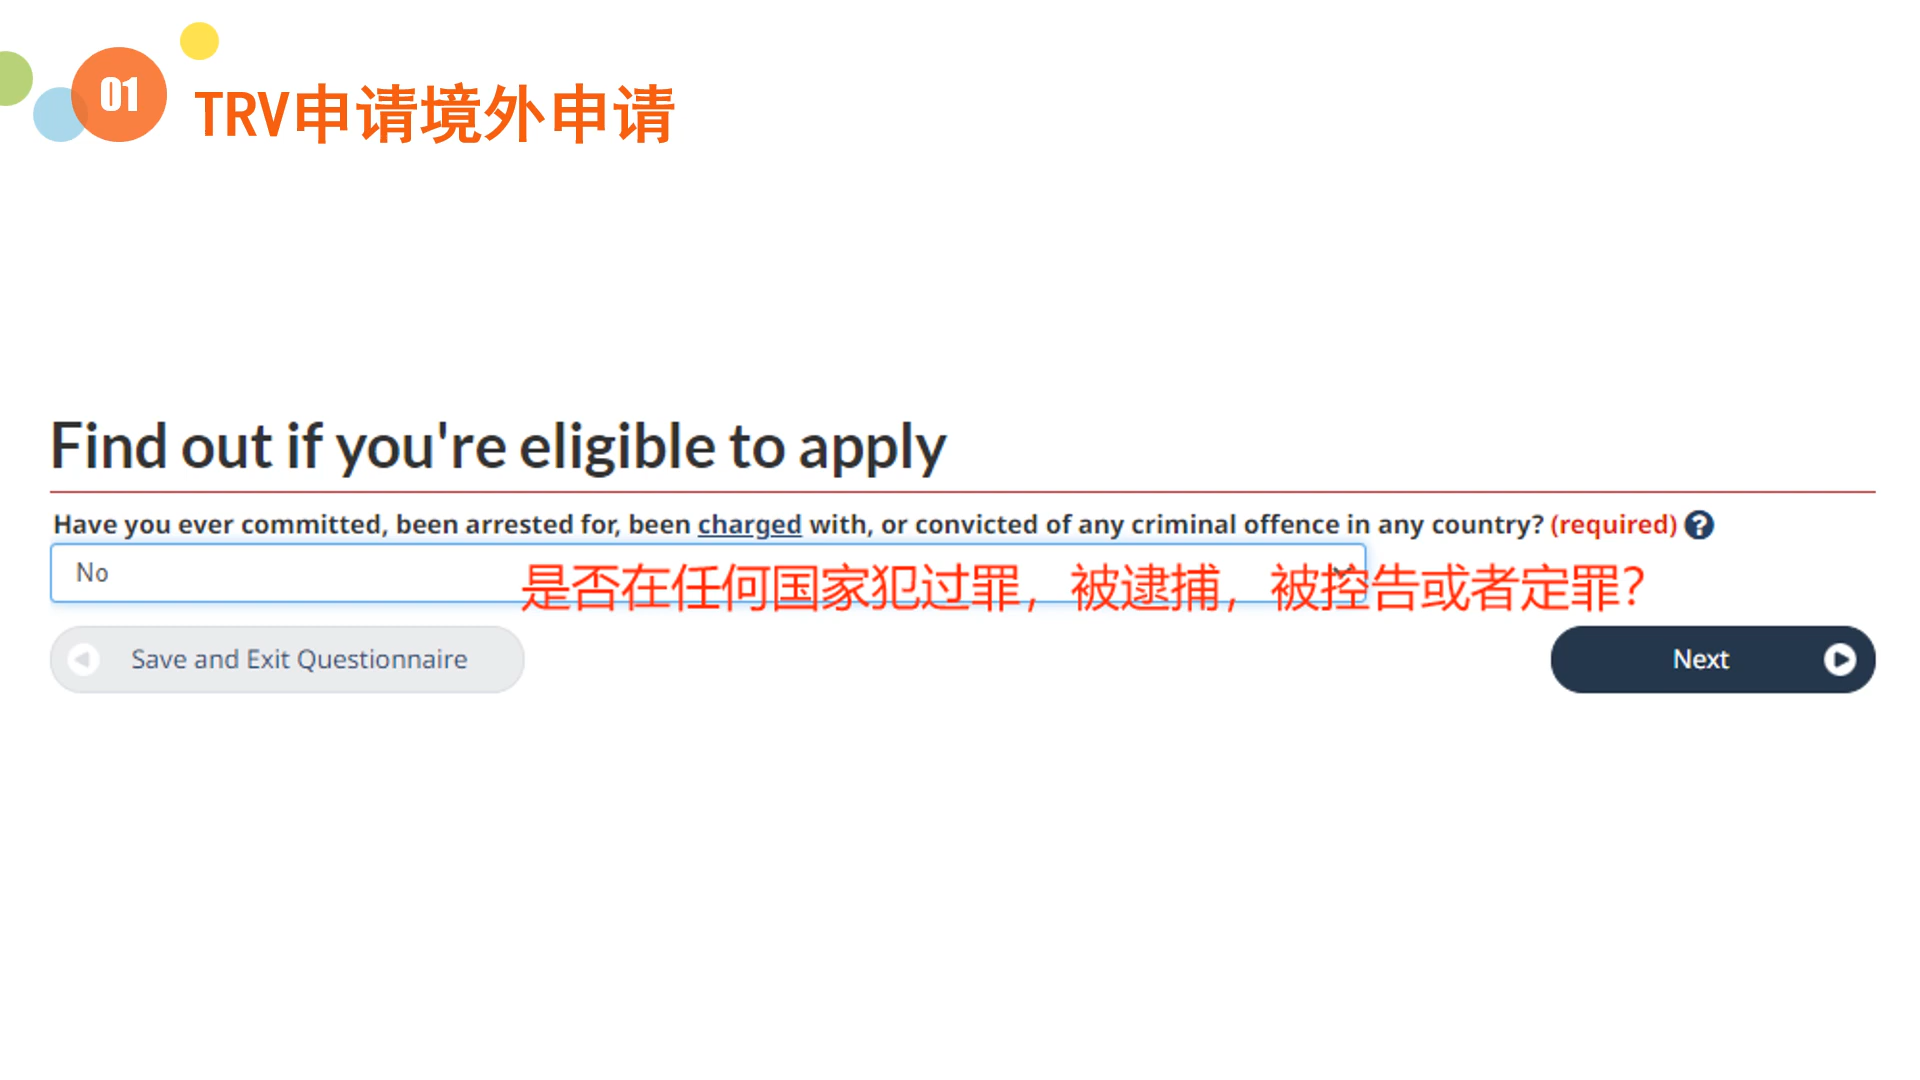 01
TRV申请境外申请
Find out if you're eligible to apply
Have you ever committed, been arrested for, been charged with, or convicted of any criminal offence in any country? (required) ?
No
是否在任何国家犯过罪，被逮捕，被控告或者定罪？
Save and Exit Questionnaire
Next